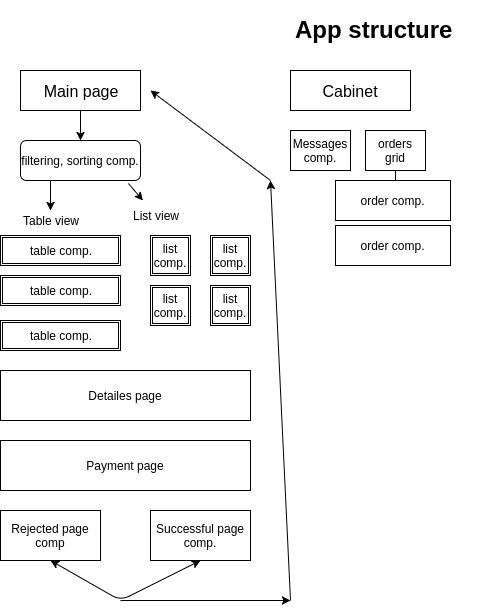 App structure
Main page
Cabinet
filtering, sorting comp.
Messages
comp.
orders
grid
order comp.
order comp.
Table view
List view
table comp.
table comp.
table comp.
list
comp.
list
comp.
list
comp.
list
comp.
Detailes page
Payment page
Rejected page
comp
Successful page
comp.